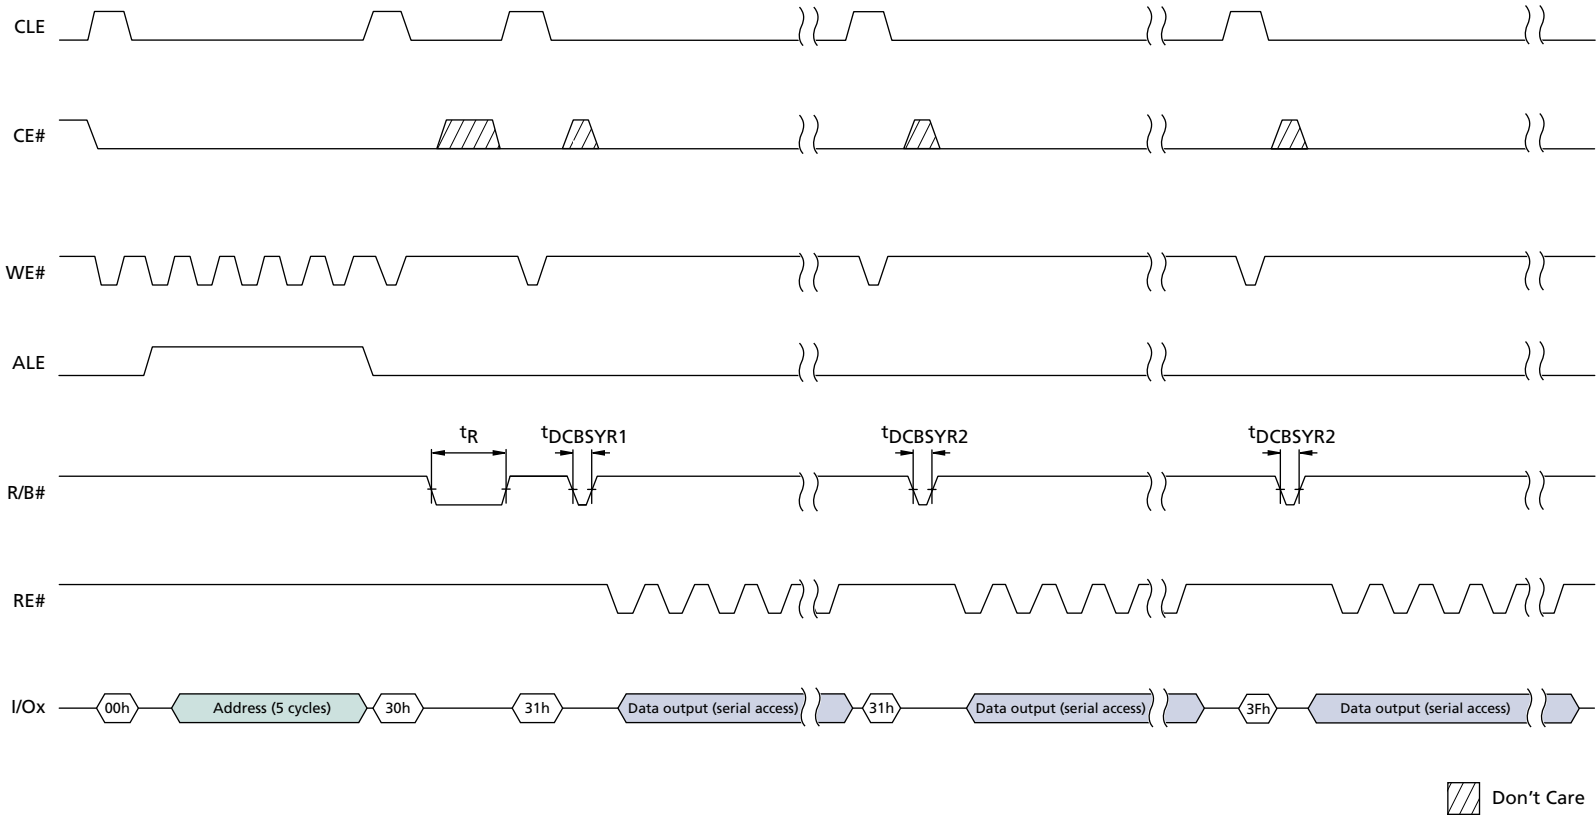 CLE
CE#
WE#
ALE
tR
tDCBSYR1
tDCBSYR2
tDCBSYR2
R/B#
RE#
I/Ox
00h
Address (5 cycles)
30h
31h
Data output (serial access)
31h
Data output (serial access)
3Fh
Data output (serial access)
Don't Care